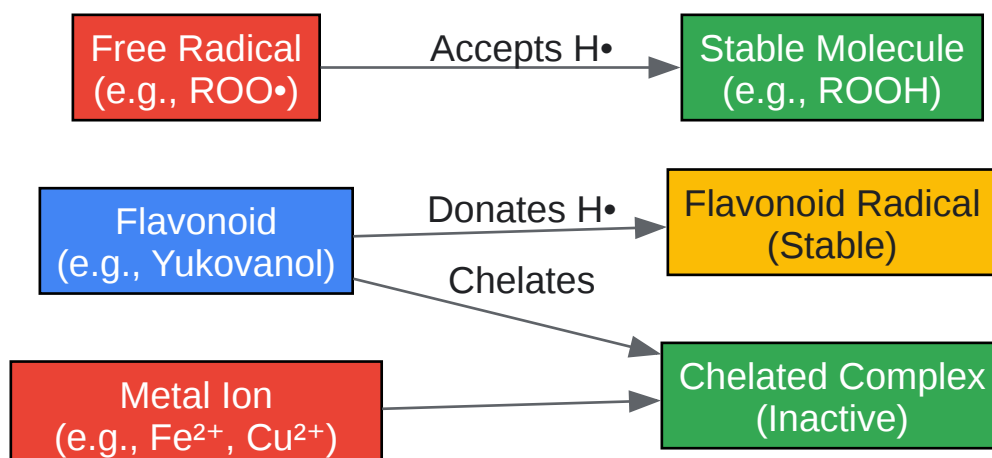 Free Radical
(e.g., ROO•)
Accepts H•
Stable Molecule
(e.g., ROOH)
Flavonoid
(e.g., Yukovanol)
Donates H•
Flavonoid Radical
(Stable)
Chelates
Metal Ion
(e.g., Fe²⁺, Cu²⁺)
Chelated Complex
(Inactive)